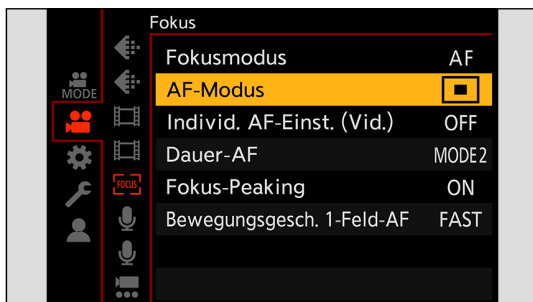 Fokus
Fokusmodus AF
MODE
AF-Modus
Individ. AF-Einst. (Vid.) OFF
Dauer-AF MODE2
FOCUS
Fokus-Peaking ON
Bewegungsgesch. 1-Feld-AF FAST